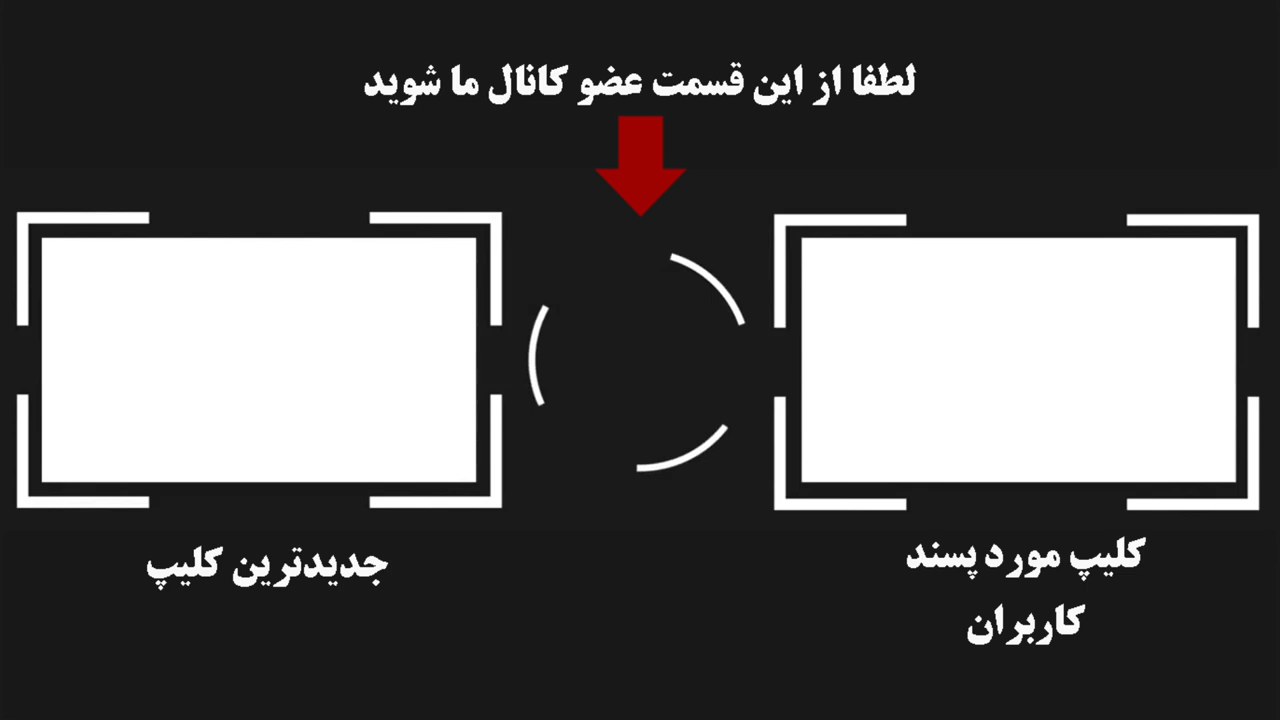 لطفا از این قسمت عضو کانال ما شوید
کلیپ مورد پسند
کاربران
جدیدترین کلیپ